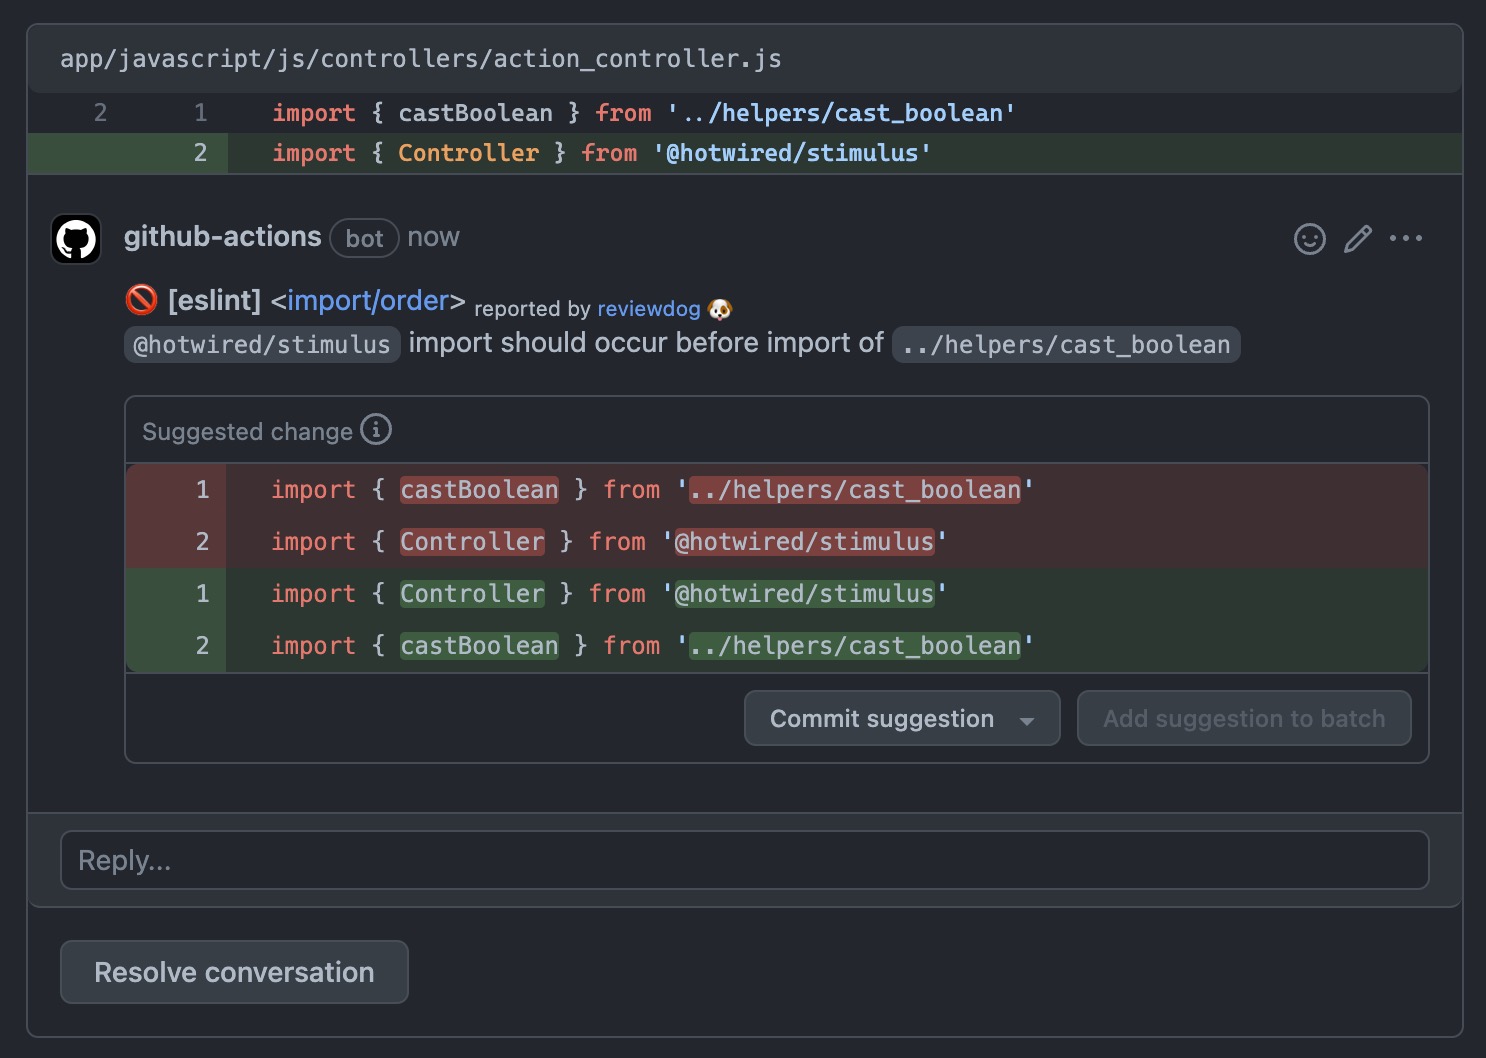 app/javascript/js/controllers/action_controller.js
2 1 import { castBoolean } from '../helpers/cast_boolean'
2 import { Controller } from '@hotwired/stimulus'
github-actions bot now
🚫 [eslint] <import/order> reported by reviewdog 🐶
@hotwired/stimulus import should occur before import of ../helpers/cast_boolean
Suggested change
1 import { castBoolean } from '../helpers/cast_boolean'
2 import { Controller } from '@hotwired/stimulus'
1 import { Controller } from '@hotwired/stimulus'
2 import { castBoolean } from '../helpers/cast_boolean'
Commit suggestion Add suggestion to batch
Reply...
Resolve conversation